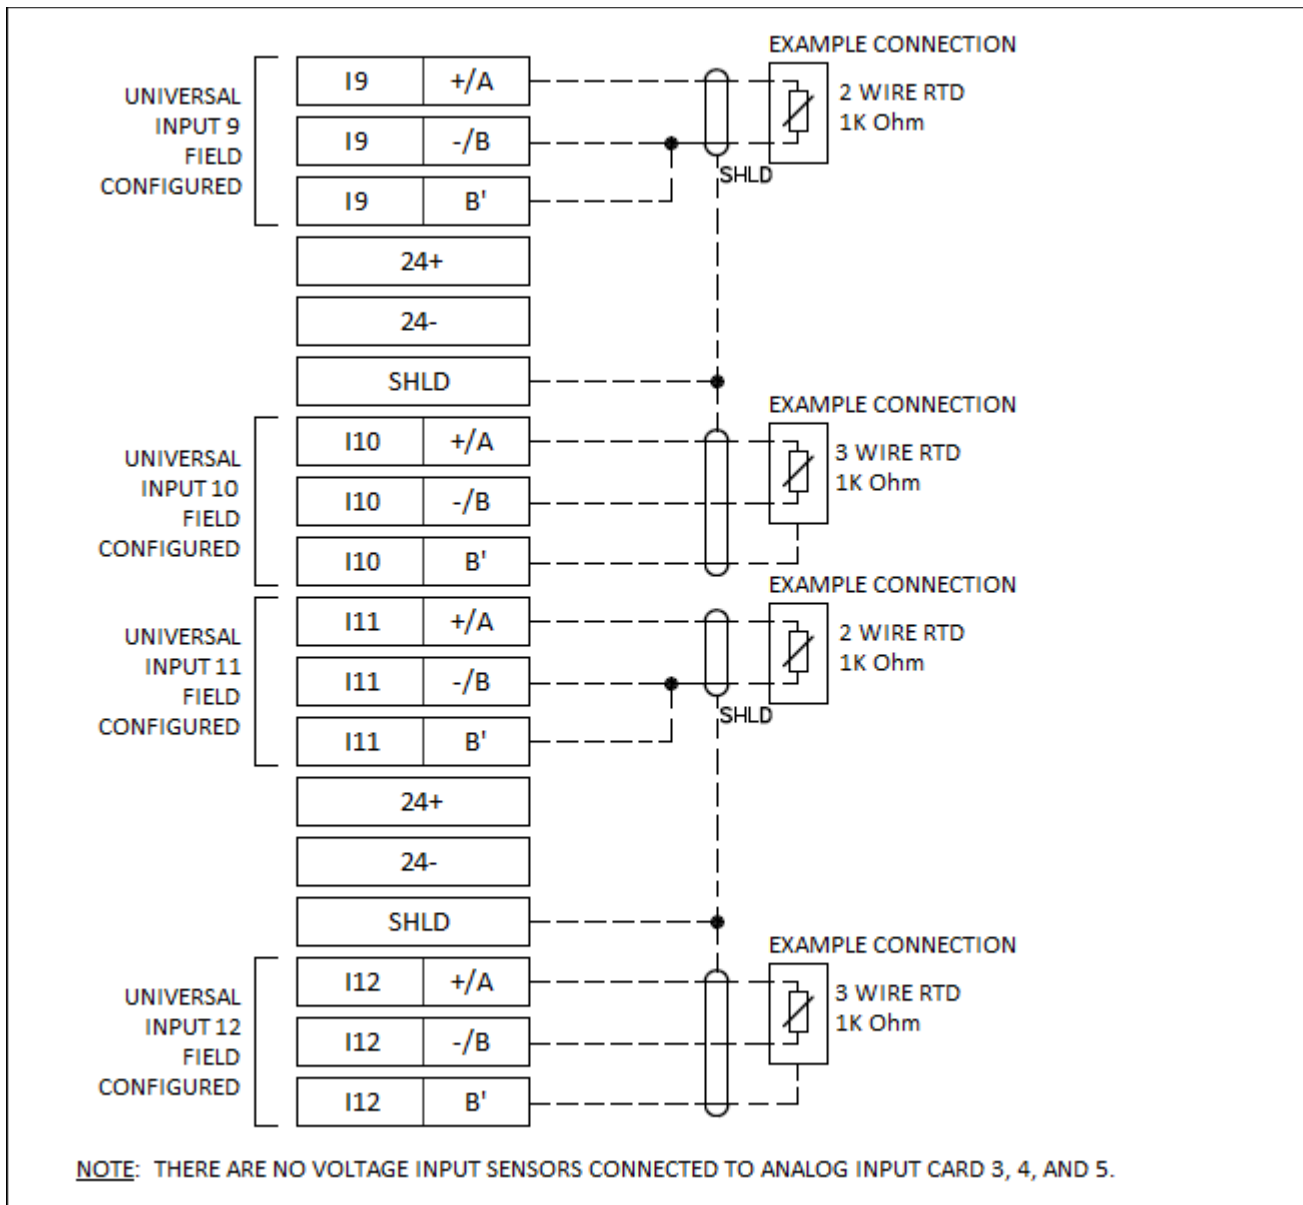 EXAMPLE CONNECTION
UNIVERSAL
INPUT 9
FIELD
CONFIGURED
I9 +/A
I9 -/B
I9 B'
2 WIRE RTD
1K Ohm
SHLD
24+
24-
SHLD
EXAMPLE CONNECTION
UNIVERSAL
INPUT 10
FIELD
CONFIGURED
I10 +/A
I10 -/B
I10 B'
3 WIRE RTD
1K Ohm
EXAMPLE CONNECTION
UNIVERSAL
INPUT 11
FIELD
CONFIGURED
I11 +/A
I11 -/B
I11 B'
2 WIRE RTD
1K Ohm
SHLD
24+
24-
SHLD
EXAMPLE CONNECTION
UNIVERSAL
INPUT 12
FIELD
CONFIGURED
I12 +/A
I12 -/B
I12 B'
3 WIRE RTD
1K Ohm
NOTE: THERE ARE NO VOLTAGE INPUT SENSORS CONNECTED TO ANALOG INPUT CARD 3, 4, AND 5.